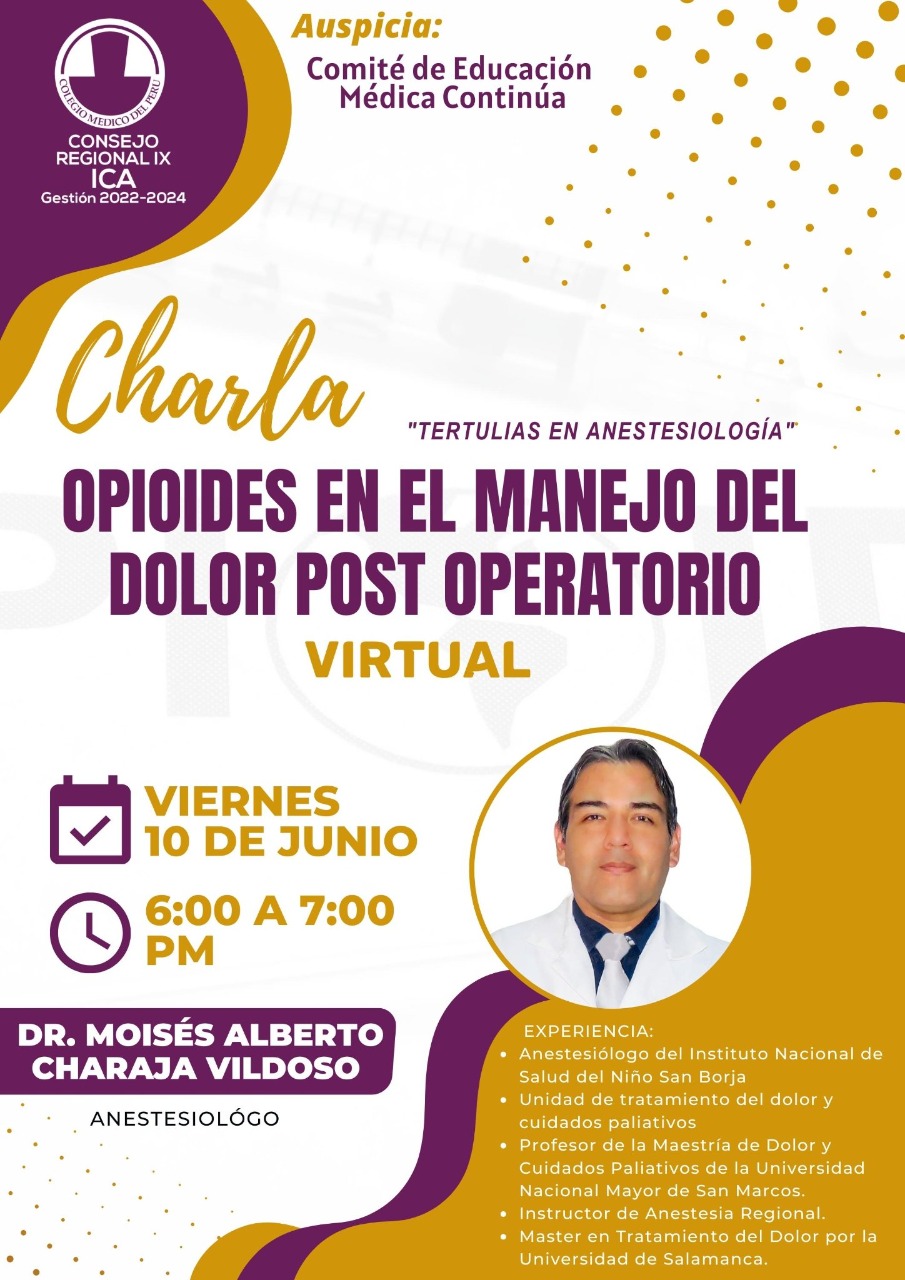 Auspicia:
Comité de Educación
Médica Continúa
COLEGIO MEDICO DEL PERU
CONSEJO
REGIONAL IX
ICA
Gestión 2022-2024
Charla
"TERTULIAS EN ANESTESIOLOGÍA"
OPIOIDES EN EL MANEJO DEL
DOLOR POST OPERATORIO
VIRTUAL
VIERNES
10 DE JUNIO
6:00 A 7:00
PM
DR. MOISÉS ALBERTO
CHARAJA VILDOSO
ANESTESIOLÓGO
EXPERIENCIA:
• Anestesiólogo del Instituto Nacional de
Salud del Niño San Borja
• Unidad de tratamiento del dolor y
cuidados paliativos
• Profesor de la Maestría de Dolor y
Cuidados Paliativos de la Universidad
Nacional Mayor de San Marcos.
• Instructor de Anestesia Regional.
• Master en Tratamiento del Dolor por la
Universidad de Salamanca.